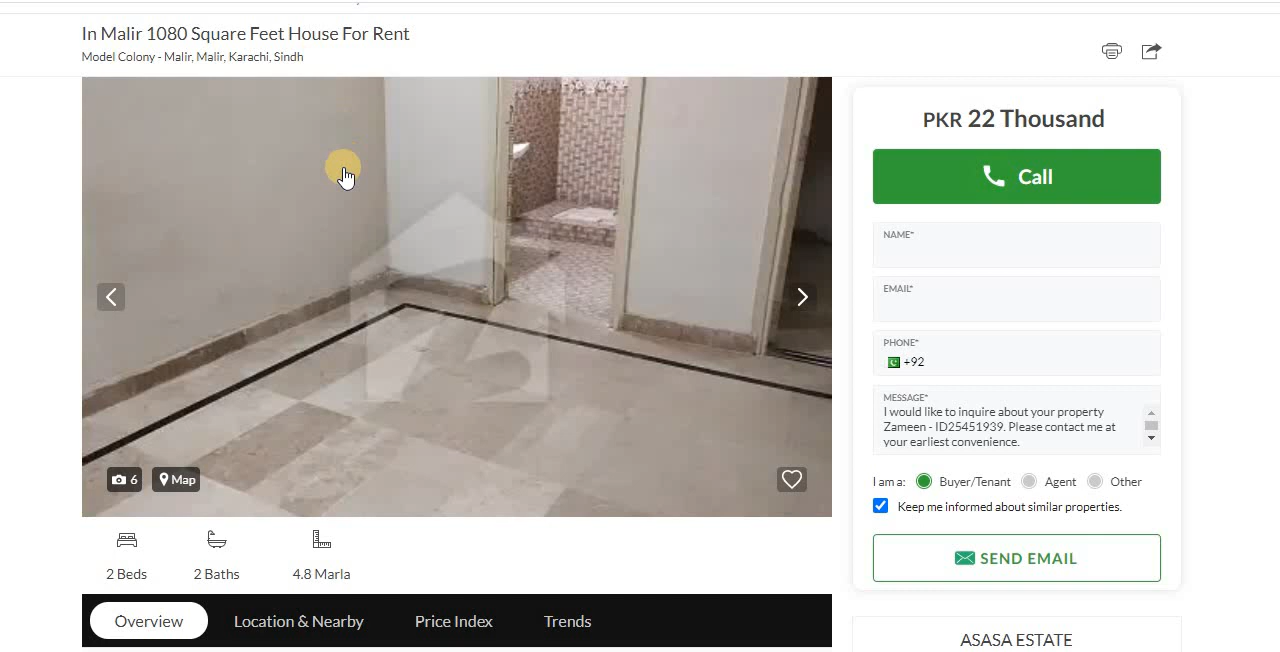 In Malir 1080 Square Feet House For Rent
Model Colony - Malir, Malir, Karachi, Sindh
PKR 22 Thousand
Call
NAME*
EMAIL*
PHONE*
+92
MESSAGE*
I would like to inquire about your property
Zameen - ID25451939. Please contact me at
your earliest convenience.
I am a: Buyer/Tenant Agent Other
Keep me informed about similar properties.
SEND EMAIL
6 Map
2 Beds 2 Baths 4.8 Marla
Overview Location & Nearby Price Index Trends
ASASA ESTATE